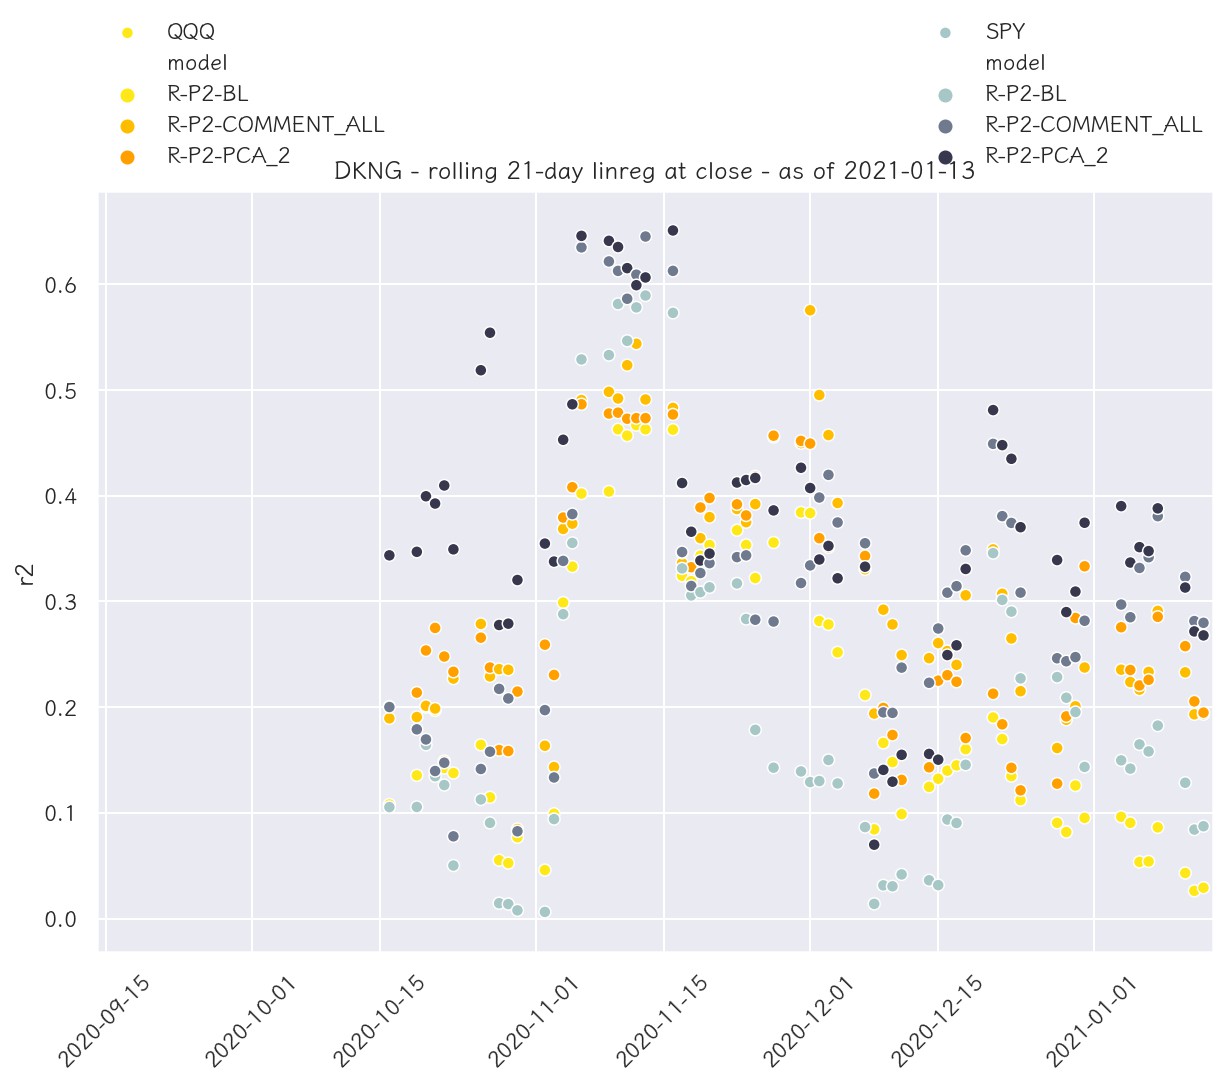 QQQ
model
R-P2-BL
R-P2-COMMENT_ALL
R-P2-PCA_2
SPY
model
R-P2-BL
R-P2-COMMENT_ALL
R-P2-PCA_2
DKNG - rolling 21-day linreg at close - as of 2021-01-13
r2
0.6
0.5
0.4
0.3
0.2
0.1
0.0
2020-09-15
2020-10-01
2020-10-15
2020-11-01
2020-11-15
2020-12-01
2020-12-15
2021-01-01